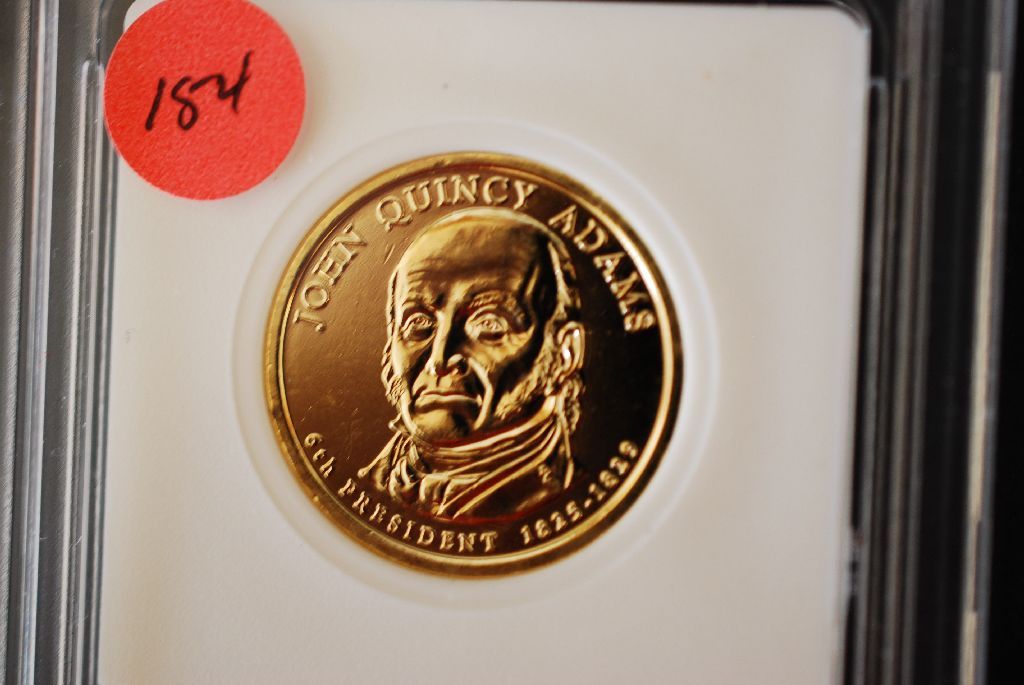 184
JOHN QUINCY ADAMS
6th PRESIDENT 1825-1829